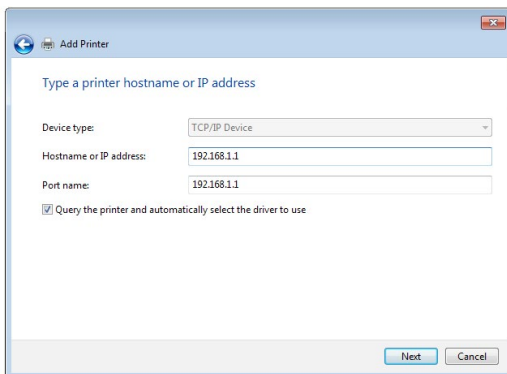 Add Printer
Type a printer hostname or IP address
Device type: TCP/IP Device
Hostname or IP address: 192.168.1.1
Port name: 192.168.1.1
Query the printer and automatically select the driver to use
Next Cancel